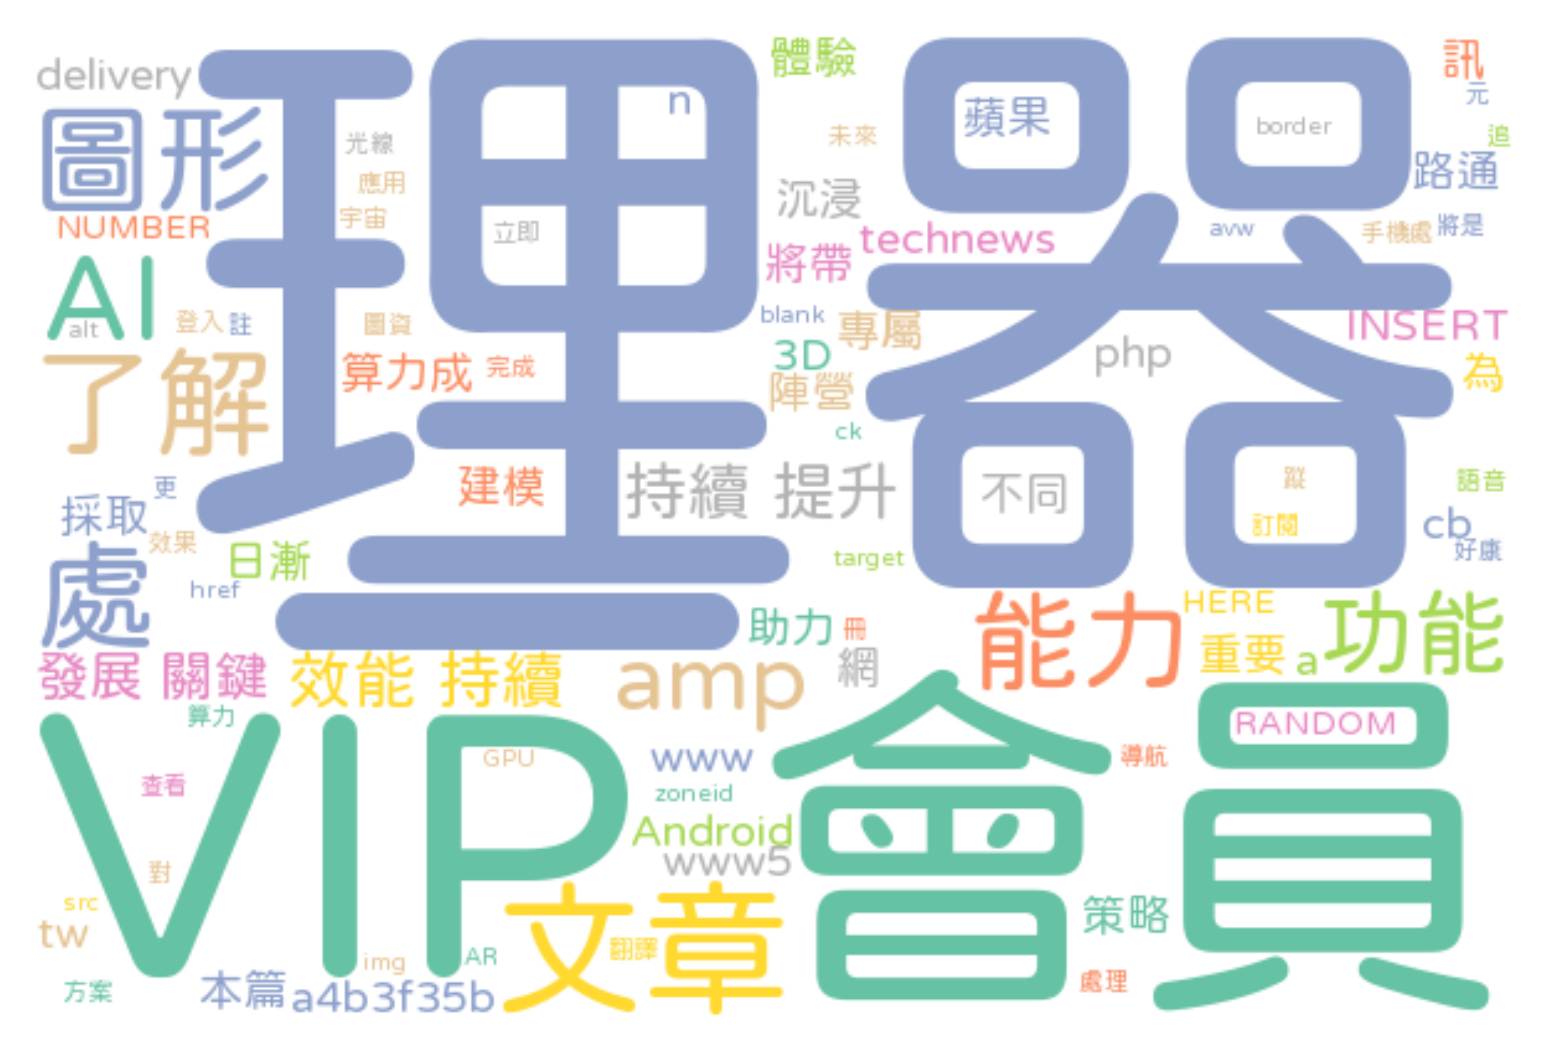 delivery
理器
體驗
訊
元
圖形
n
蘋果
border
追
光線
未來
路通
應用
沉浸
NUMBER
宇宙
立即
technews
avw
手機處
將是
將帶
AI
alt
登入
註
圖資
blank
專屬
INSERT
了解
算力成
完成
3D
php
為
陣營
ck
更
建模
持續 提升
不同
蹤
語音
採取
訂閱
cb
效果
日漸
target
好康
處
href
助力
冊
能力
HERE
功能
發展 關鍵
效能 持續
amp
網
重要
a
算力
VIP會員
RANDOM
GPU
www
導航
查看
zoneid
Android
www5
對
src
文章
策略
tw
翻譯
AR
img
處理
方案
本篇
a4b3f35b